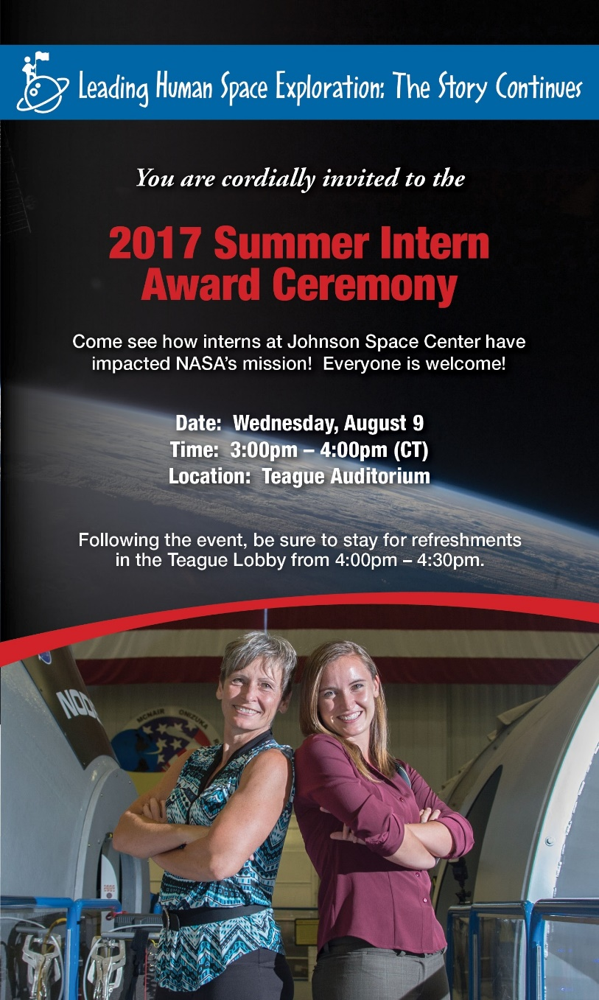 Leading Human Space Exploration: The Story Continues
You are cordially invited to the
2017 Summer Intern
Award Ceremony
Come see how interns at Johnson Space Center have
impacted NASA's mission!  Everyone is welcome!
Date:  Wednesday, August 9
Time:  3:00pm – 4:00pm (CT)
Location:  Teague Auditorium
Following the event, be sure to stay for refreshments
in the Teague Lobby from 4:00pm – 4:30pm.
MCNAIR ONIZUKA